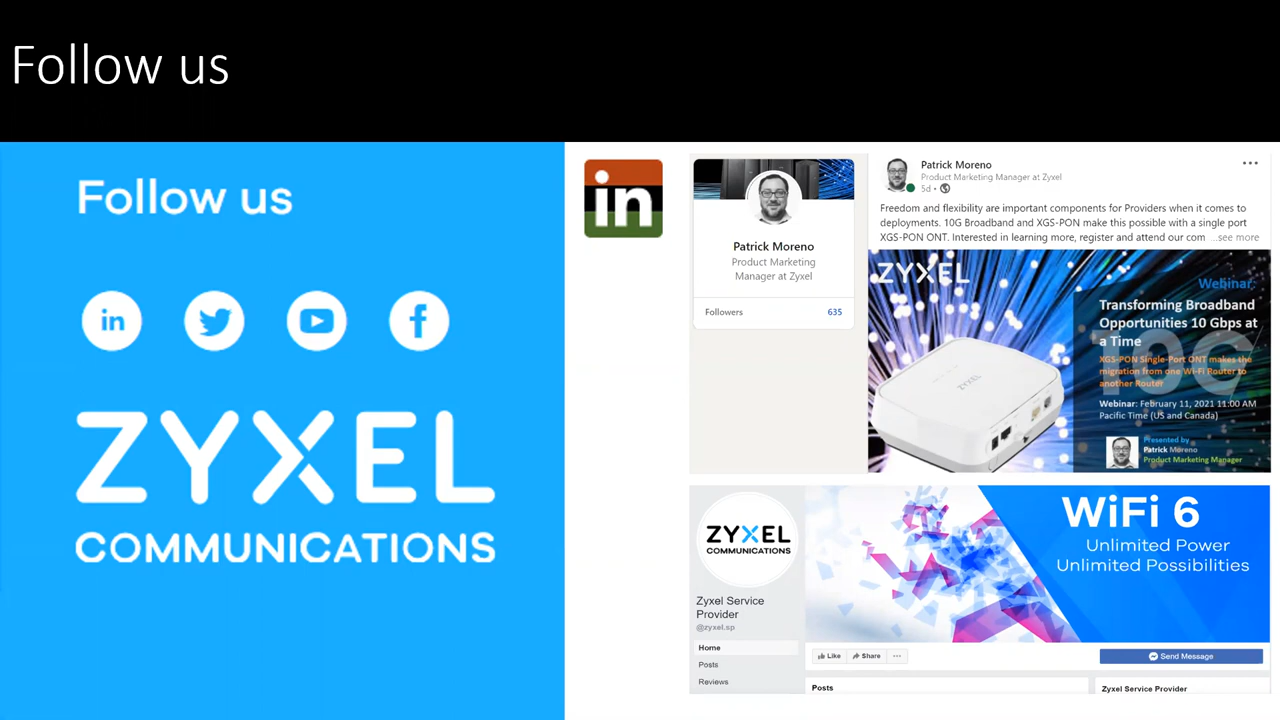 Follow us
Follow us
in
ZYXEL
COMMUNICATIONS
in
Patrick Moreno
Product Marketing
Manager at Zyxel
Followers 635
Patrick Moreno
Product Marketing Manager at Zyxel
5d •
Freedom and flexibility are important components for Providers when it comes to
deployments. 10G Broadband and XGS-PON make this possible with a single port
XGS-PON ONT. Interested in learning more, register and attend our com ...see more
ZYXEL
Webinar:
Transforming Broadband
Opportunities 10 Gbps at
a Time
10G
XGS-PON Single-Port ONT makes the
migration from one Wi-Fi Router to
another Router
Webinar: February 11, 2021 11:00 AM
Pacific Time (US and Canada)
Presented by
Patrick Moreno
Product Marketing Manager
ZYXEL
ZYXEL
COMMUNICATIONS
WiFi 6
Unlimited Power
Unlimited Possibilities
Zyxel Service
Provider
@zyxel.sp
Home
Posts
Reviews
Like Share ...
Send Message
Posts
Zyxel Service Provider